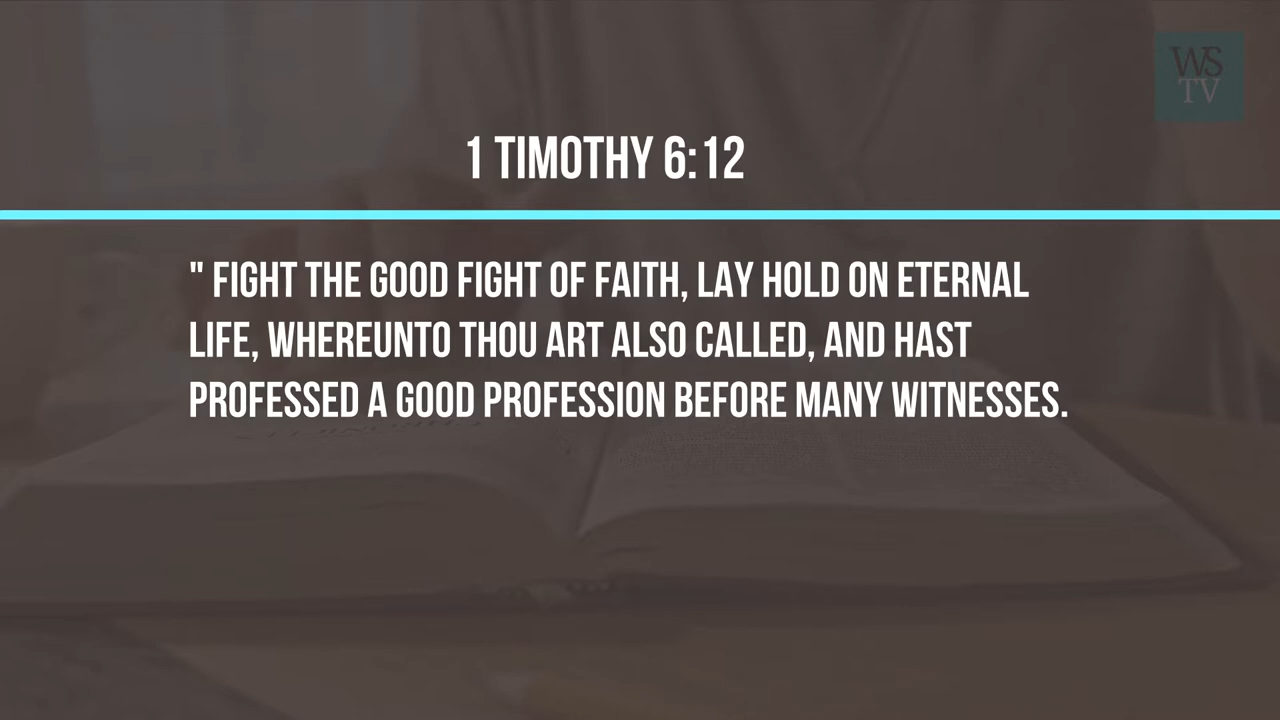 WS
TV
1 TIMOTHY 6:12
" FIGHT THE GOOD FIGHT OF FAITH, LAY HOLD ON ETERNAL
LIFE, WHEREUNTO THOU ART ALSO CALLED, AND HAST
PROFESSED A GOOD PROFESSION BEFORE MANY WITNESSES.